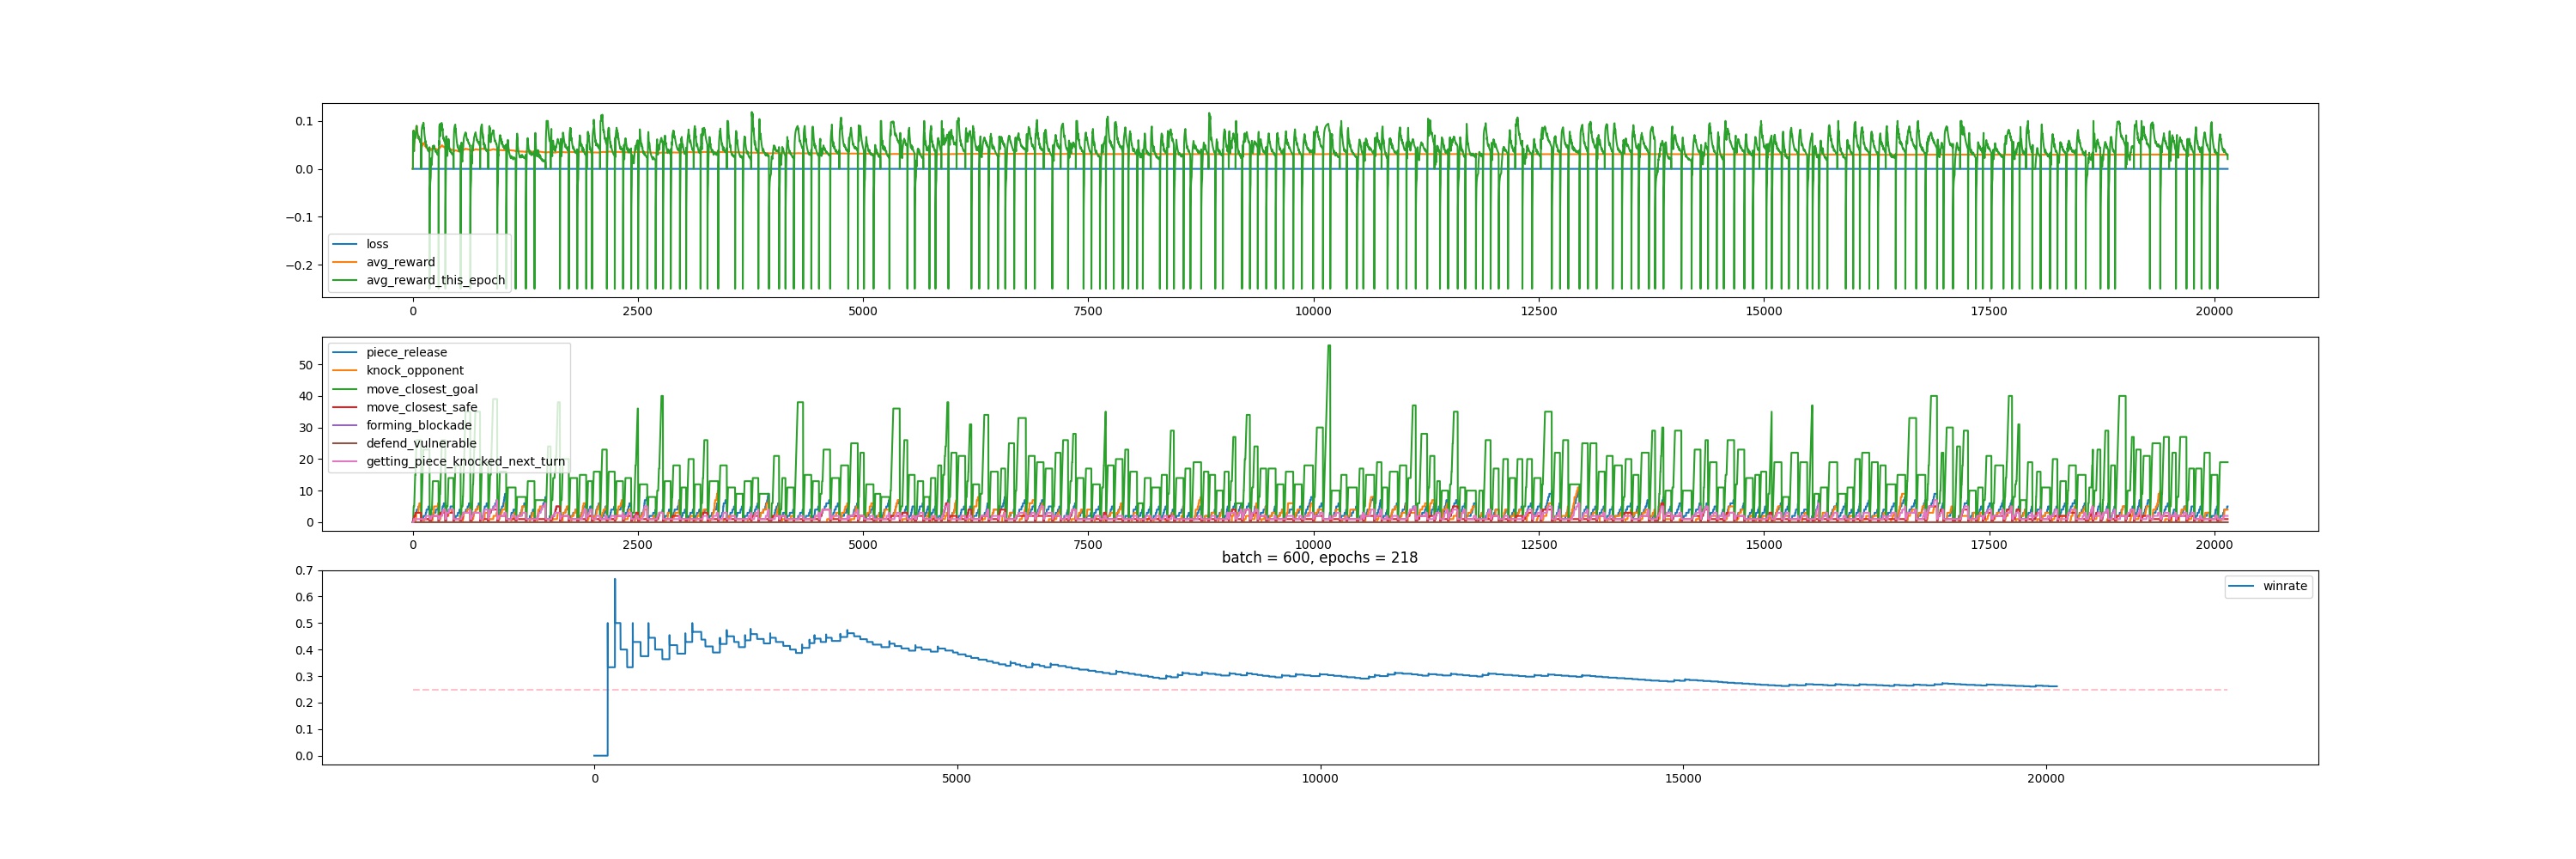 0.1
0.0
−0.1
−0.2
loss
avg_reward
avg_reward_this_epoch
0 2500 5000 7500 10000 12500 15000 17500 20000
50
40
30
20
10
0
piece_release
knock_opponent
move_closest_goal
move_closest_safe
forming_blockade
defend_vulnerable
getting_piece_knocked_next_turn
0 2500 5000 7500 10000 12500 15000 17500 20000
batch = 600, epochs = 218
0.7
0.6
0.5
0.4
0.3
0.2
0.1
0.0
winrate
0 5000 10000 15000 20000